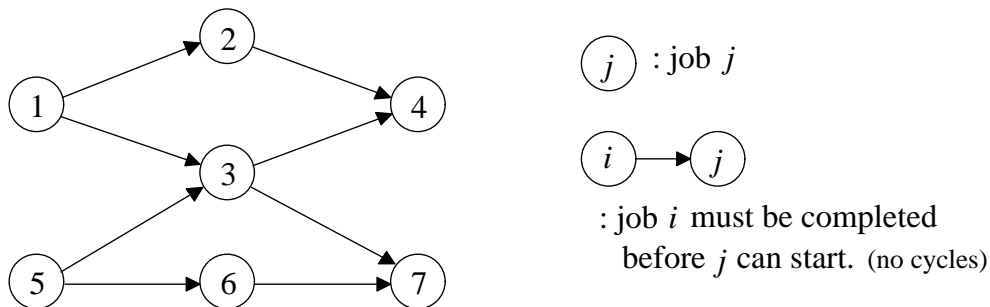 2
1
4
3
5
6
7
j : job j
i j
: job i must be completed
before j can start. (no cycles)